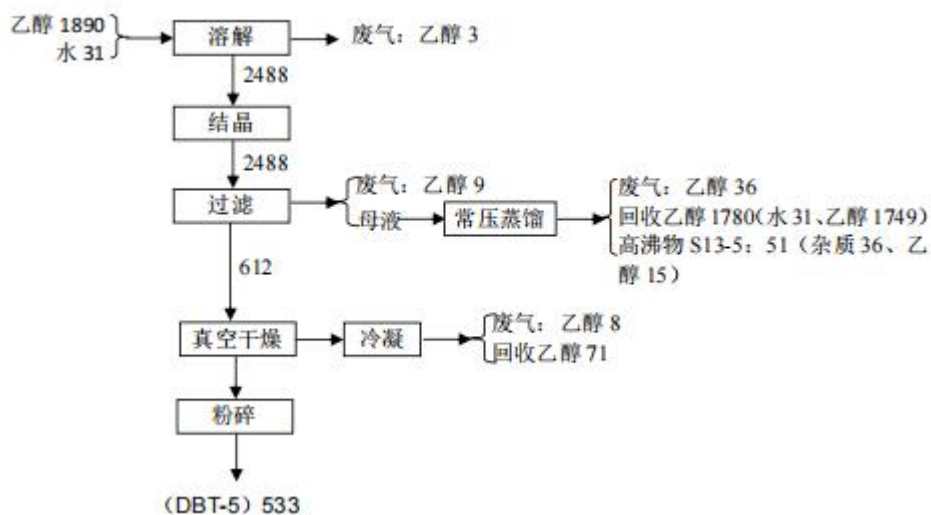 乙醇 1890
水 31
溶解
废气：乙醇 3
2488
结晶
2488
过滤
废气：乙醇 9
母液
常压蒸馏
废气：乙醇 36
回收乙醇 1780（水 31、乙醇 1749）
高沸物 S13-5：51（杂质 36、乙
醇 15）
612
真空干燥
冷凝
废气： 乙醇 8
回收乙醇 71
粉碎
（DBT-5）533